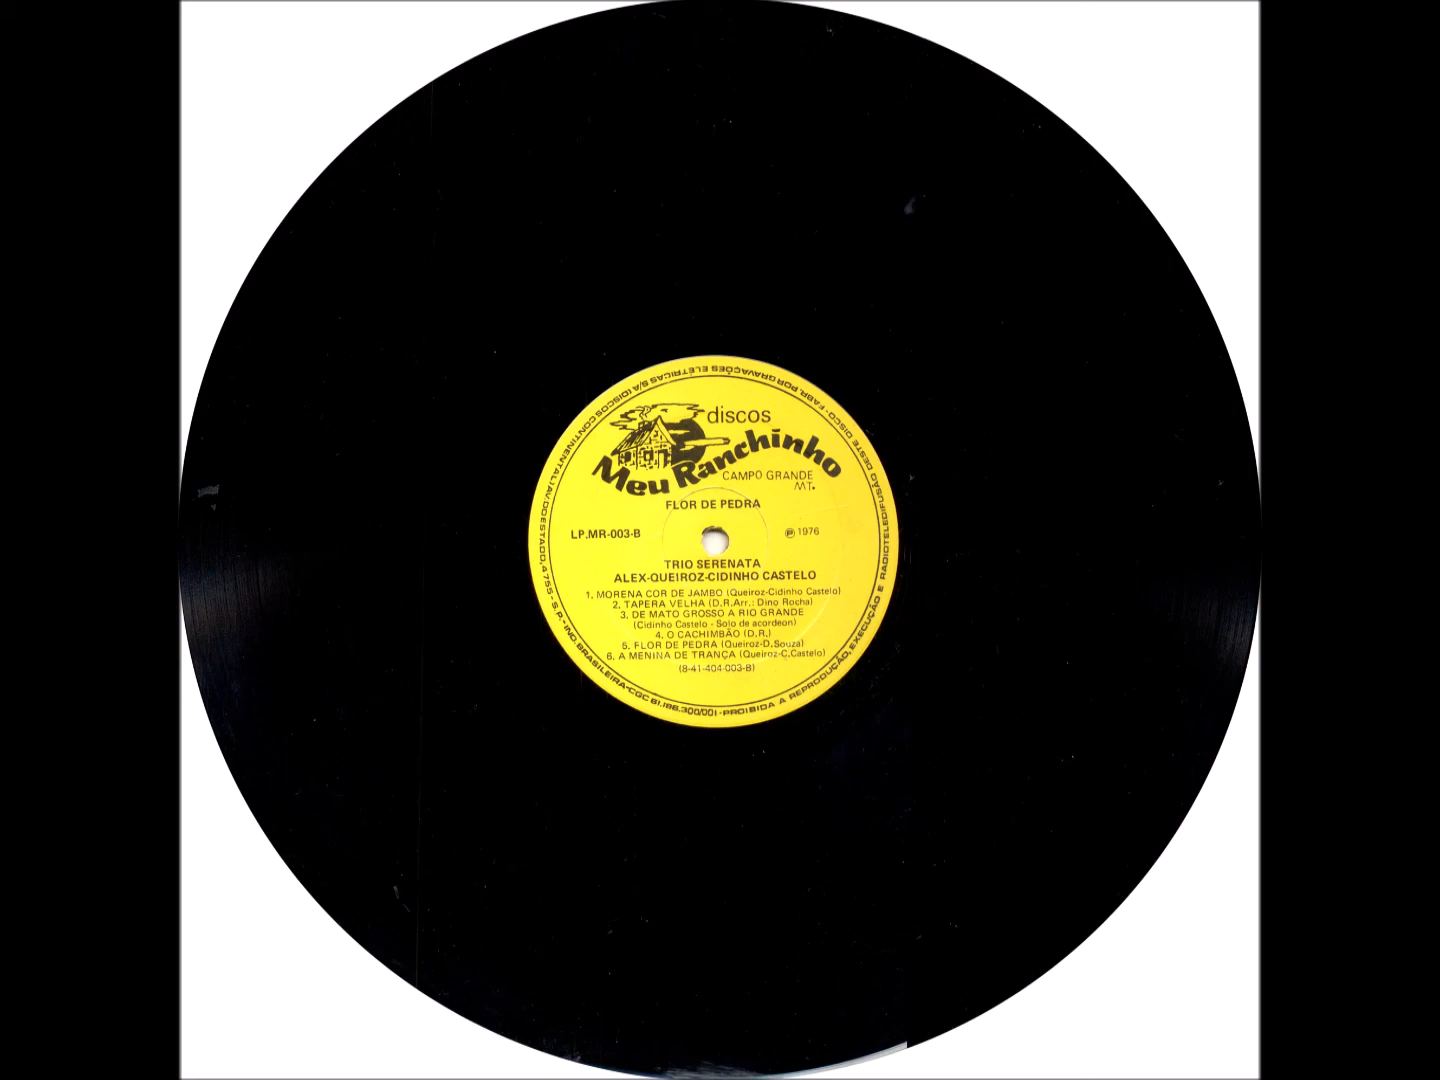 discos
Meu Ranchinho
CAMPO GRANDE
MT.
FLOR DE PEDRA
LP.MR-003-B
℗ 1976
TRIO SERENATA
ALEX-QUEIROZ-CIDINHO CASTELO
1. MORENA COR DE JAMBO (Queiroz-Cidinho Castelo)
2. TAPERA VELHA (D.R.Arr.: Dino Rocha)
3. DE MATO GROSSO A RIO GRANDE
(Cidinho Castelo - Solo de acordeon)
4. O CACHIMBÃO (D.R.)
5. FLOR DE PEDRA (Queiroz-D.Souza)
6. A MENINA DE TRANÇA (Queiroz-C.Castelo)
(8-41-404-003-B)
PROIBIDA A REPRODUÇÃO, EXECUÇÃO E RADIOTELEDIFUSÃO DESTE DISCO - FABR. POR GRAVAÇÕES ELÉTRICAS S/A (DISCOS CONTINENTAL) AV.DO ESTADO, 4755 - S.P. - IND. BRASILEIRA - CGC 61.186.300/001 -